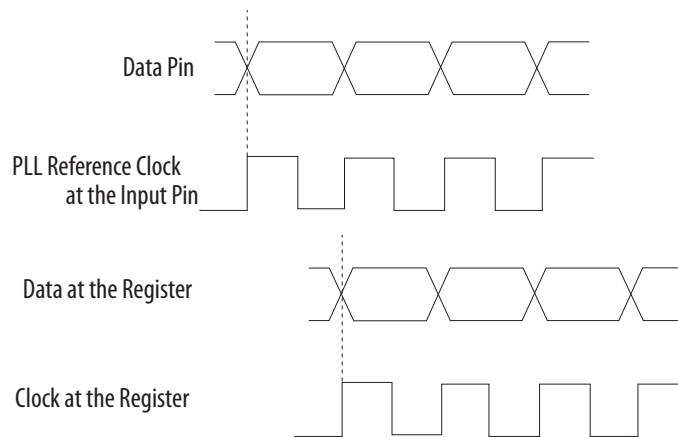 Data Pin
PLL Reference Clock
at the Input Pin
Data at the Register
Clock at the Register